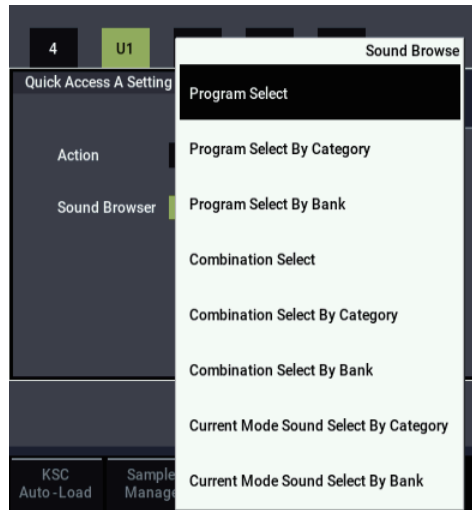 4
U1
Sound Browse
Quick Access A Setting
Program Select
Action
Program Select By Category
Sound Browser
Program Select By Bank
Combination Select
Combination Select By Category
Combination Select By Bank
Current Mode Sound Select By Category
KSC
Auto-Load
Sample
Manage
Current Mode Sound Select By Bank